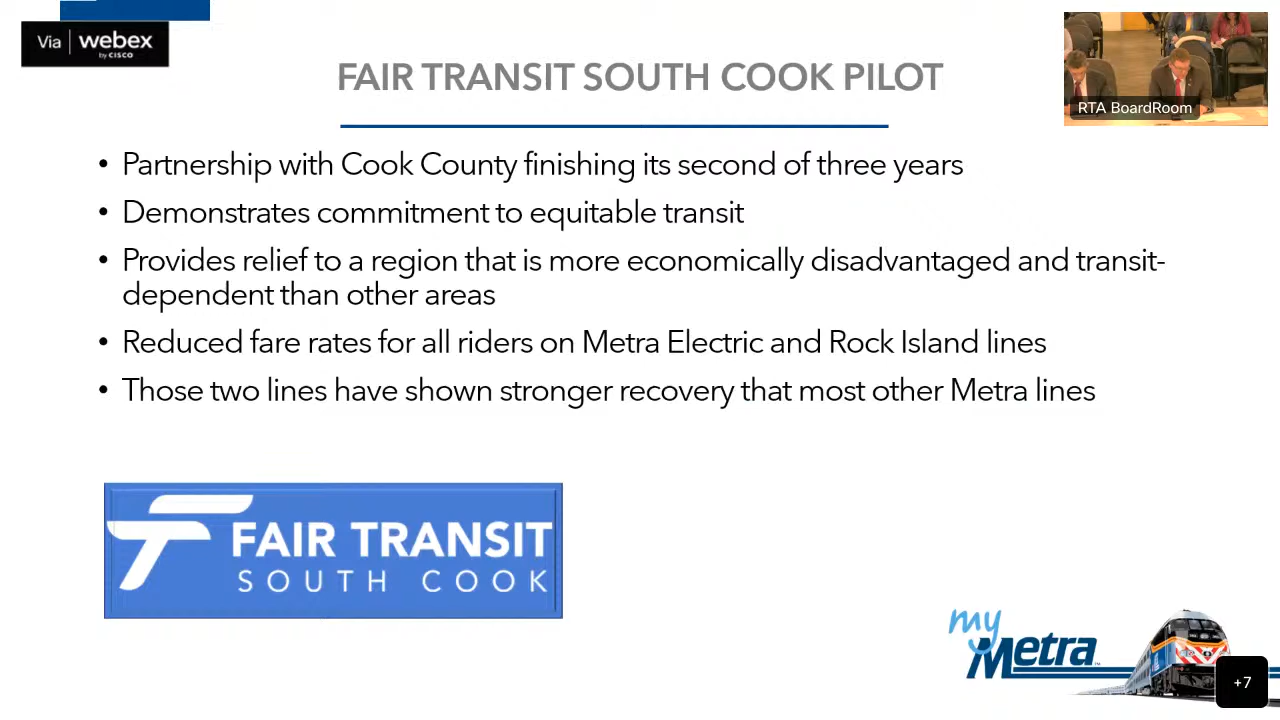 Via | webex
by CISCO
RTA BoardRoom
FAIR TRANSIT SOUTH COOK PILOT
• Partnership with Cook County finishing its second of three years
• Demonstrates commitment to equitable transit
• Provides relief to a region that is more economically disadvantaged and transit-
dependent than other areas
• Reduced fare rates for all riders on Metra Electric and Rock Island lines
• Those two lines have shown stronger recovery that most other Metra lines
FAIR TRANSIT
SOUTH COOK
my
Metra
+7